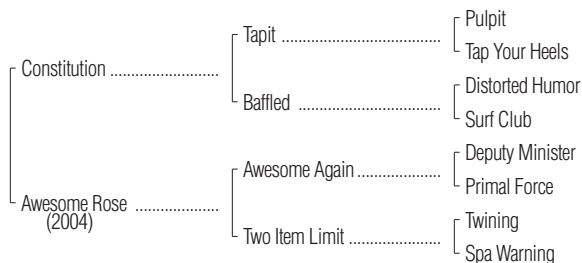 Pulpit
Tapit ...............................................
Tap Your Heels
Constitution ................................
Distorted Humor
Baffled ..........................................
Surf Club
Deputy Minister
Awesome Again ........................
Primal Force
Awesome Rose .........................
(2004)
Twining
Two Item Limit ...........................
Spa Warning